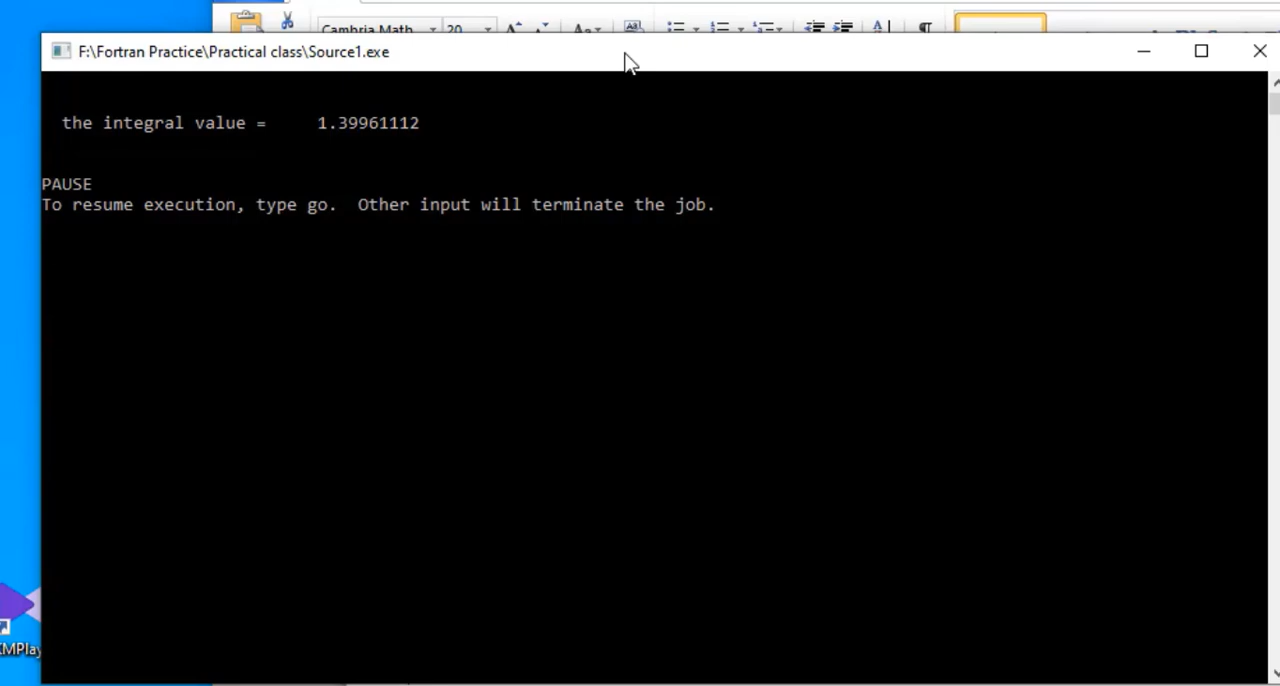 Cambria Math 20
F:\Fortran Practice\Practical class\Source1.exe
the integral value = 1.39961112
PAUSE
To resume execution, type go. Other input will terminate the job.
KMPlay